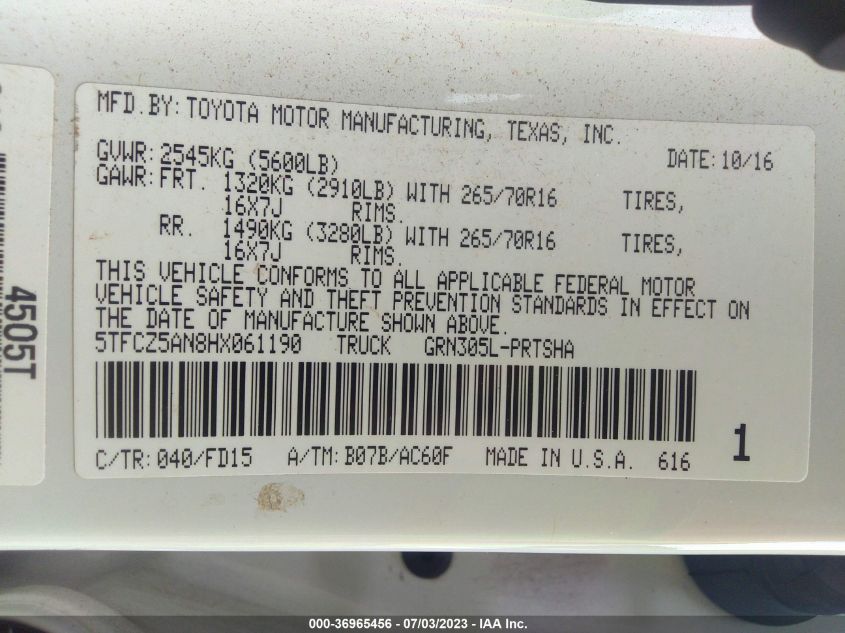 MFD.BY:TOYOTA MOTOR MANUFACTURING, TEXAS, INC.
GVWR:2545KG (5600LB) DATE:10/16
GAWR:FRT. 1320KG (2910LB) WITH 265/70R16 TIRES,
16X7J RIMS.
RR. 1490KG (3280LB) WITH 265/70R16 TIRES,
16X7J RIMS.
THIS VEHICLE CONFORMS TO ALL APPLICABLE FEDERAL MOTOR
VEHICLE SAFETY AND THEFT PREVENTION STANDARDS IN EFFECT ON
THE DATE OF MANUFACTURE SHOWN ABOVE.
5TFCZ5AN8HX061190 TRUCK GRN305L-PRTSHA
1
C/TR:040/FD15 A/TM:B07B/AC60F MADE IN U.S.A. 616
4505T
000-36965456 - 07/03/2023 - IAA Inc.